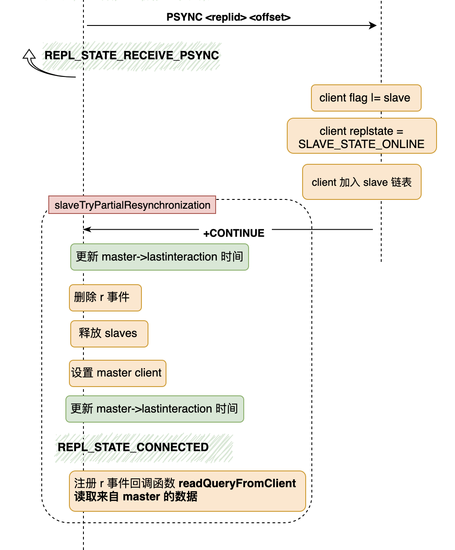 PSYNC <replid> <offset>
REPL_STATE_RECEIVE_PSYNC
client flag |= slave
client replstate =
SLAVE_STATE_ONLINE
client 加入 slave 链表
slaveTryPartialResynchronization
+CONTINUE
更新 master->lastinteraction 时间
删除 r 事件
释放 slaves
设置 master client
更新 master->lastinteraction 时间
REPL_STATE_CONNECTED
注册 r 事件回调函数 readQueryFromClient
读取来自 master 的数据